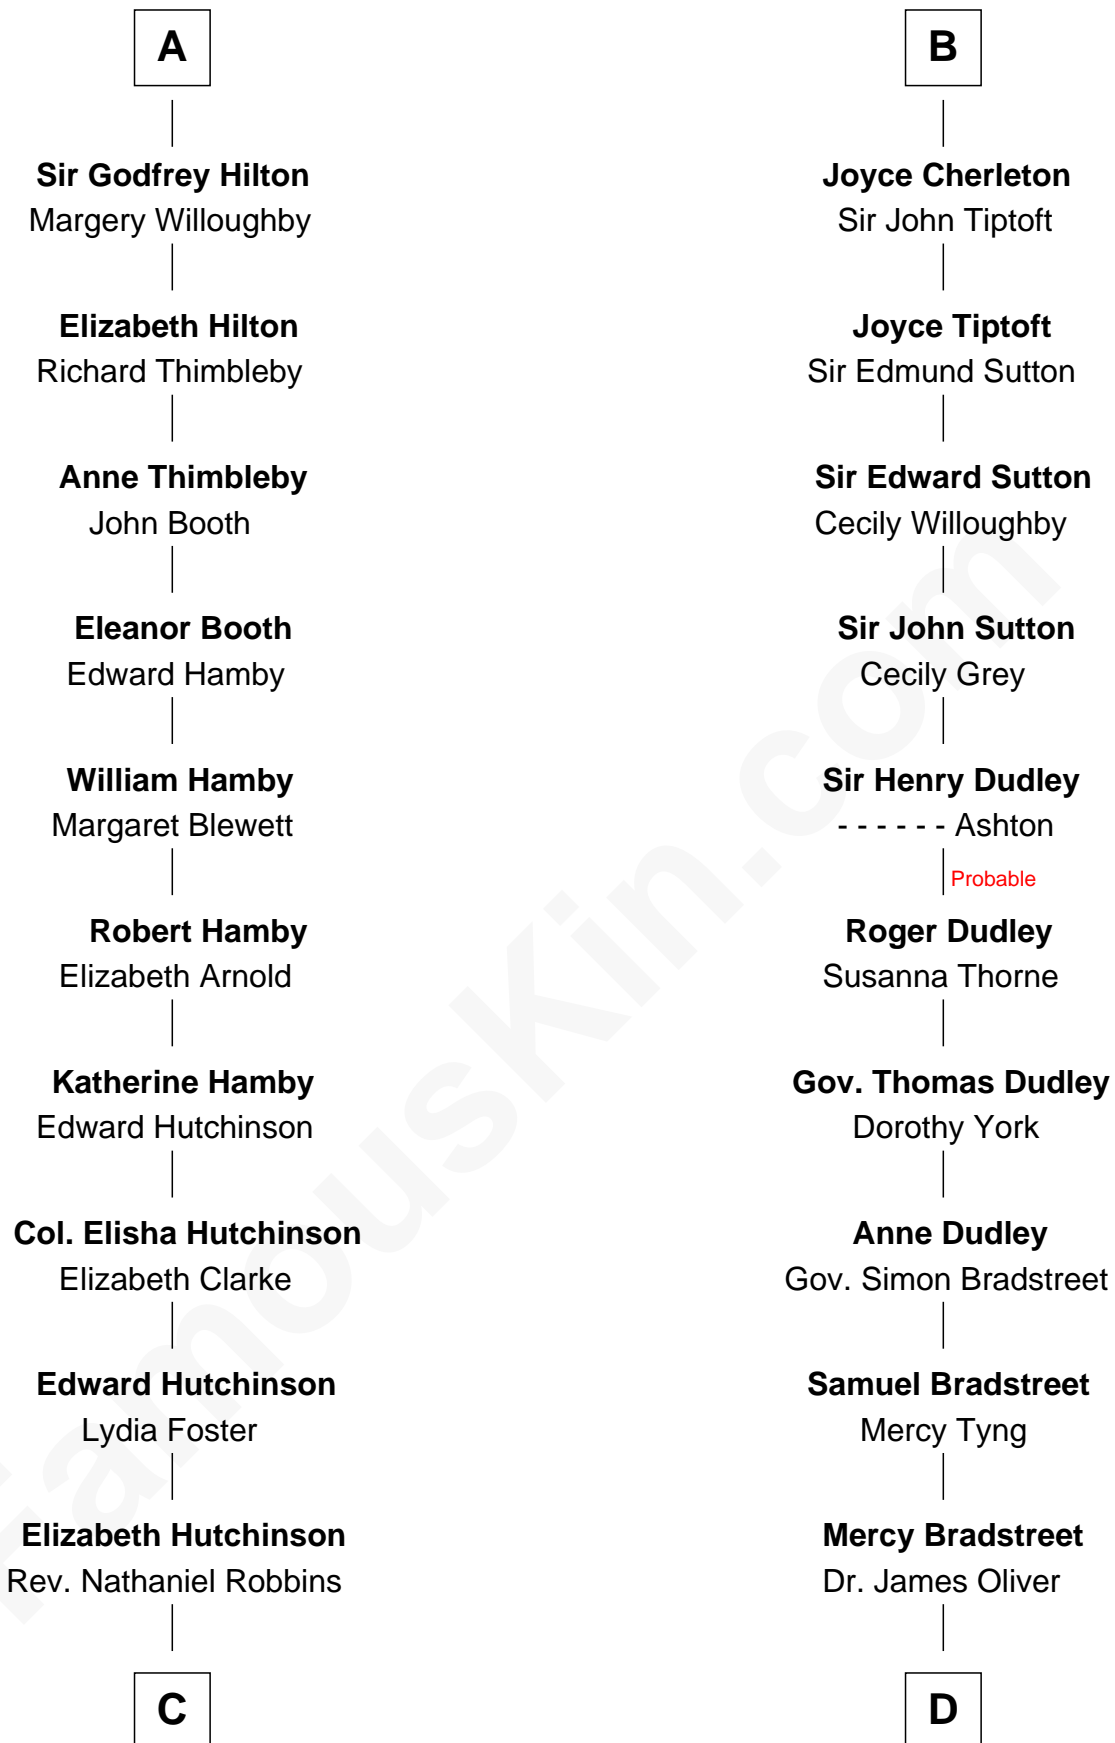 A
Sir Godfrey Hilton
Margery Willoughby
Elizabeth Hilton
Richard Thimbleby
Anne Thimbleby
John Booth
Eleanor Booth
Edward Hamby
William Hamby
Margaret Blewett
Robert Hamby
Elizabeth Arnold
Katherine Hamby
Edward Hutchinson
Col. Elisha Hutchinson
Elizabeth Clarke
Edward Hutchinson
Lydia Foster
Elizabeth Hutchinson
Rev. Nathaniel Robbins
C
B
Joyce Cherleton
Sir John Tiptoft
Joyce Tiptoft
Sir Edmund Sutton
Sir Edward Sutton
Cecily Willoughby
Sir John Sutton
Cecily Grey
Sir Henry Dudley
- - - - - - Ashton
Probable
Roger Dudley
Susanna Thorne
Gov. Thomas Dudley
Dorothy York
Anne Dudley
Gov. Simon Bradstreet
Samuel Bradstreet
Mercy Tyng
Mercy Bradstreet
Dr. James Oliver
D
FamousKin.com